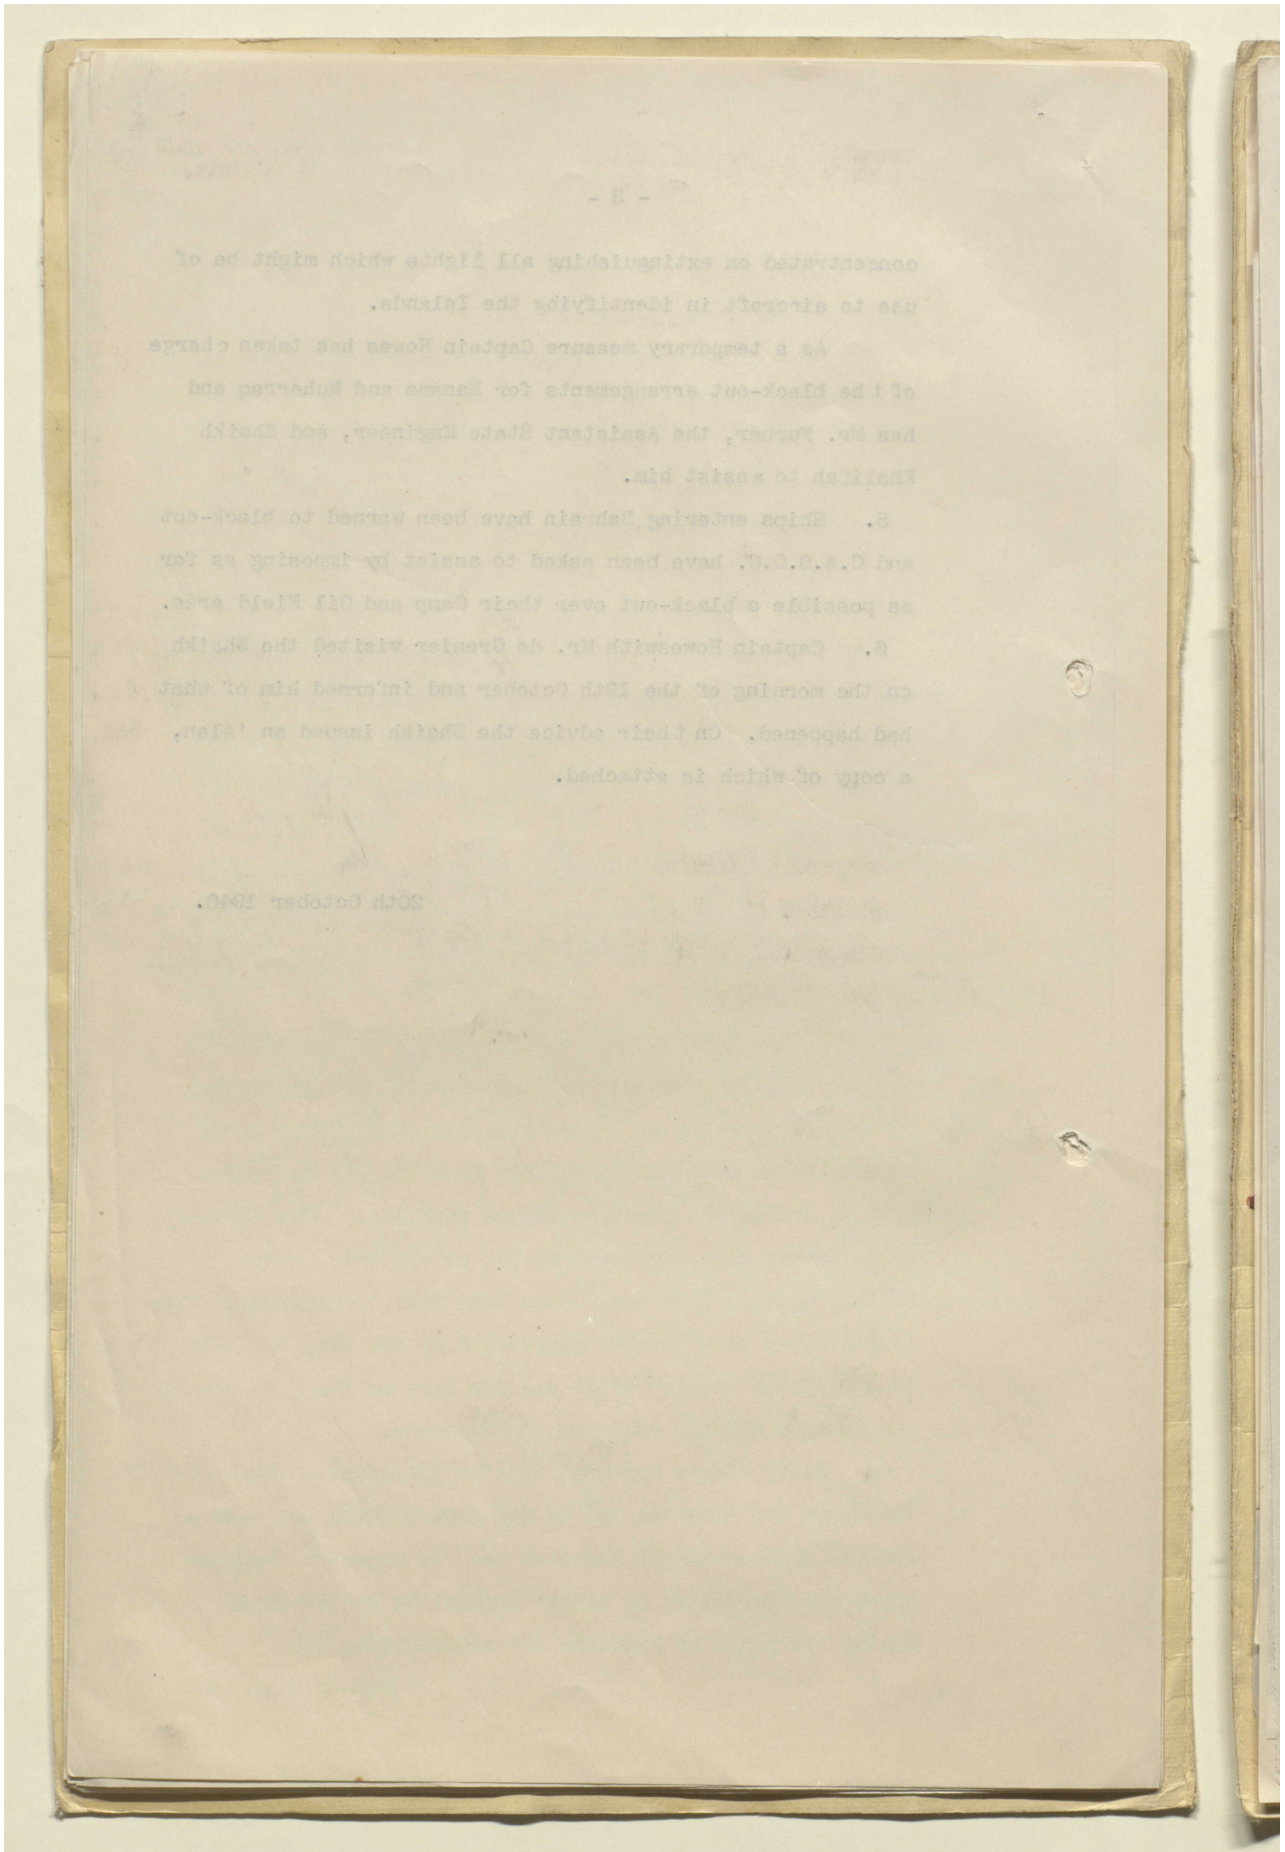 - 3 -
concentrated on extinguishing all lights which might be of
use to aircraft in identifying the Islands.
As a temporary measure Captain Howes has taken charge
of the black-out arrangements for Manama and Muharraq and
has Mr. Furber, the Assistant State Engineer, and Shaikh
Khalifah to assist him.
5. Ships entering Bahrain have been warned to black-out
and C.A.S.O.C. have been asked to assist by imposing as far
as possible a black-out over their Camp and Oil Field area.
6. Captain Howeswith Mr. de Grenier visited the Shaikh
on the morning of the 19th October and informed him of what
had happened. On their advice the Shaikh issued an 'Alan,
a copy of which is attached.
20th October 1940.